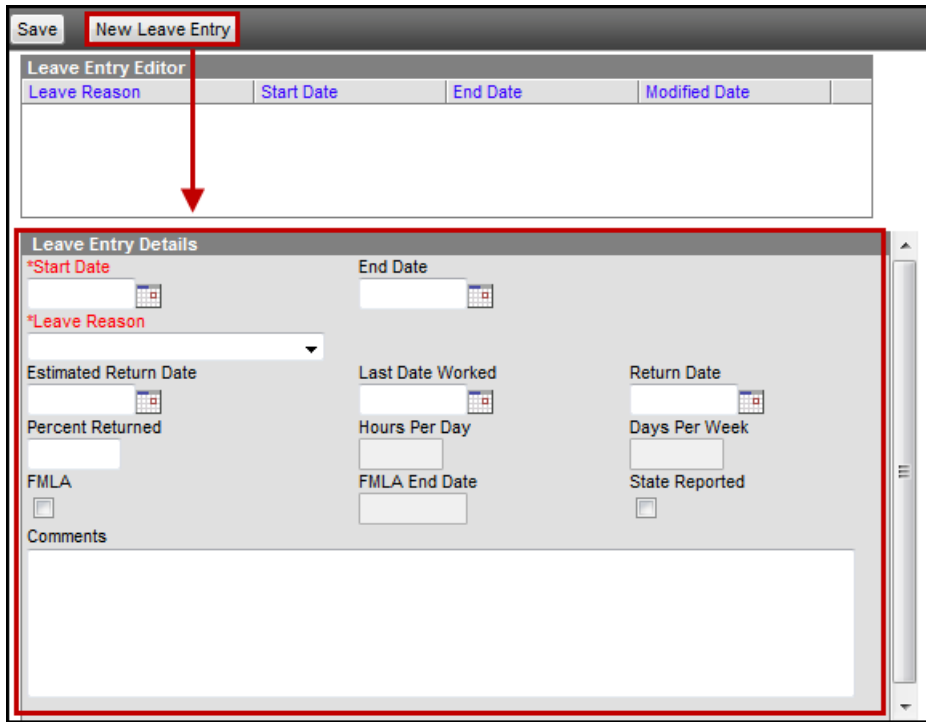 Save New Leave Entry
Leave Entry Editor
Leave Reason Start Date End Date Modified Date
Leave Entry Details
*Start Date End Date
*Leave Reason
Estimated Return Date Last Date Worked Return Date
Percent Returned Hours Per Day Days Per Week
FMLA FMLA End Date State Reported
Comments